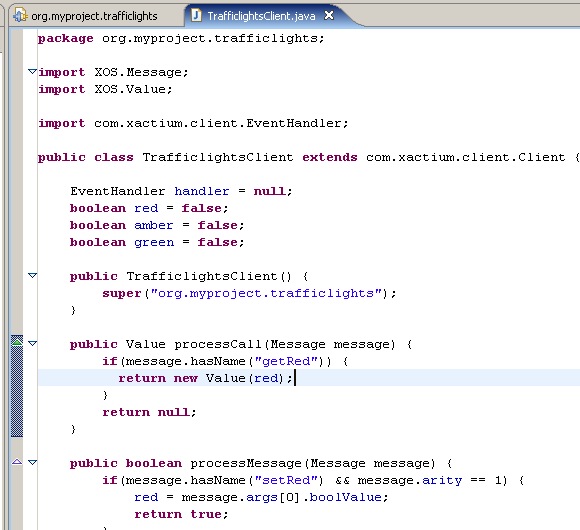 org.myproject.trafficlights
TrafficlightsClient.java
package org.myproject.trafficlights;
import XOS.Message;
import XOS.Value;
import com.xactium.client.EventHandler;
public class TrafficlightsClient extends com.xactium.client.Client {
EventHandler handler = null;
boolean red = false;
boolean amber = false;
boolean green = false;
public TrafficlightsClient() {
super("org.myproject.trafficlights");
}
public Value processCall(Message message) {
if(message.hasName("getRed")) {
return new Value(red);
}
return null;
}
public boolean processMessage(Message message) {
if(message.hasName("setRed") && message.arity == 1) {
red = message.args[0].boolValue;
return true;
}